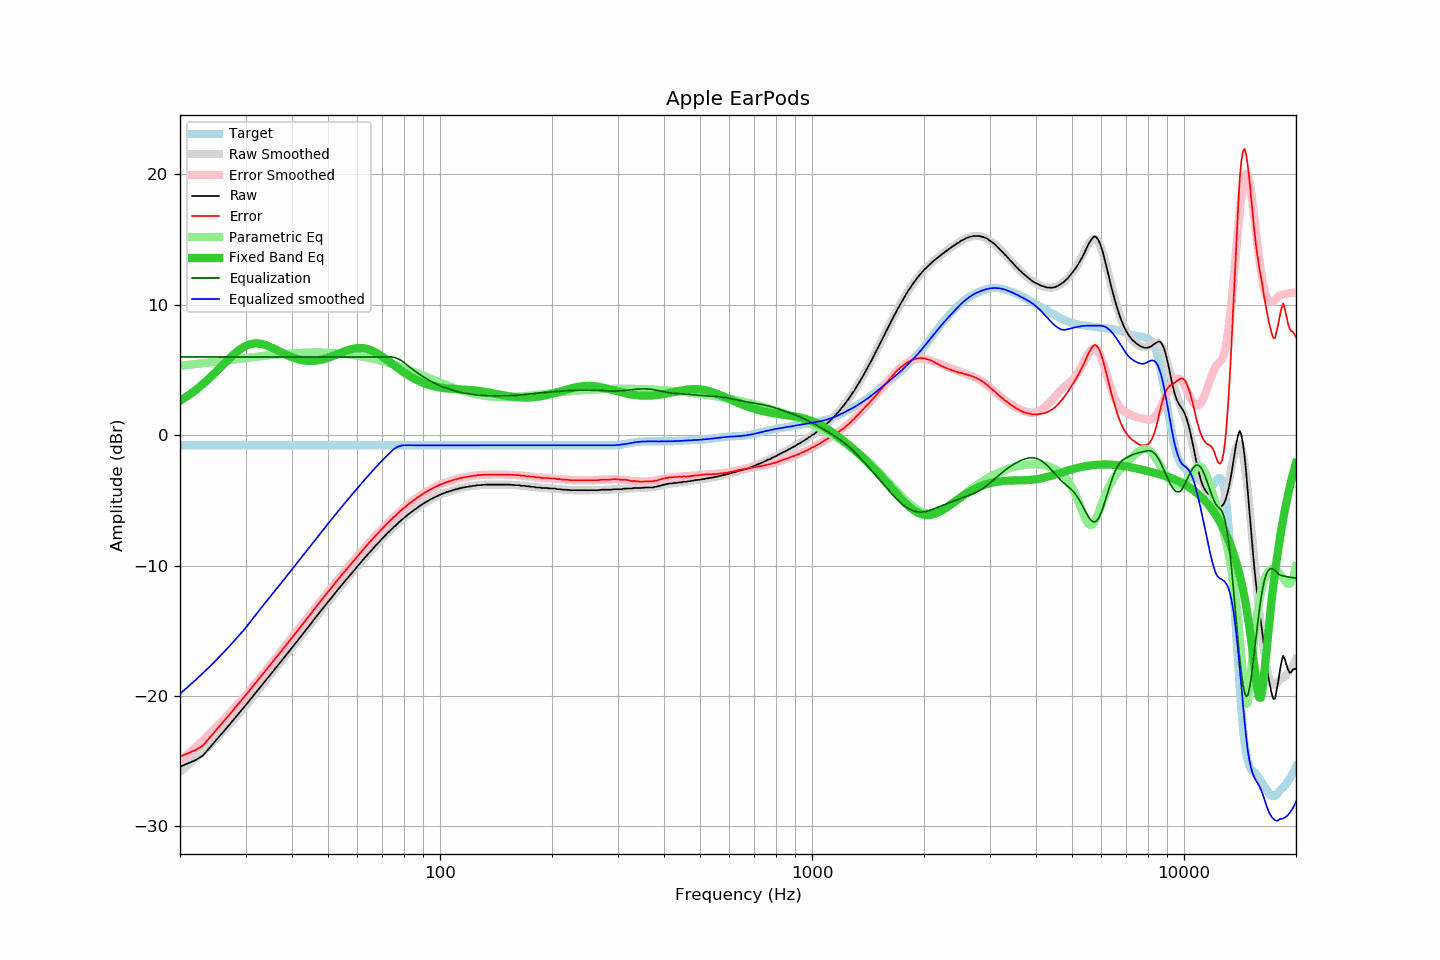 Apple EarPods
Target
Raw Smoothed
Error Smoothed
Raw
Error
Parametric Eq
Fixed Band Eq
Equalization
Equalized smoothed
20
10
0
−10
−20
−30
Amplitude (dBr)
100
1000
10000
Frequency (Hz)